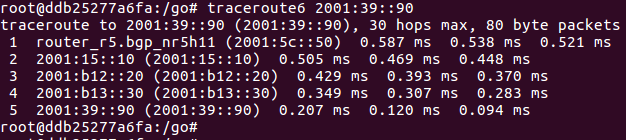 root@ddb25277a6fa:/go# traceroute6 2001:39::90
traceroute to 2001:39::90 (2001:39::90), 30 hops max, 80 byte packets
1 router_r5.bgp_nr5h11 (2001:5c::50) 0.587 ms 0.538 ms 0.521 ms
2 2001:15::10 (2001:15::10) 0.505 ms 0.469 ms 0.448 ms
3 2001:b12::20 (2001:b12::20) 0.429 ms 0.393 ms 0.370 ms
4 2001:b13::30 (2001:b13::30) 0.349 ms 0.307 ms 0.283 ms
5 2001:39::90 (2001:39::90) 0.207 ms 0.120 ms 0.094 ms
root@ddb25277a6fa:/go#